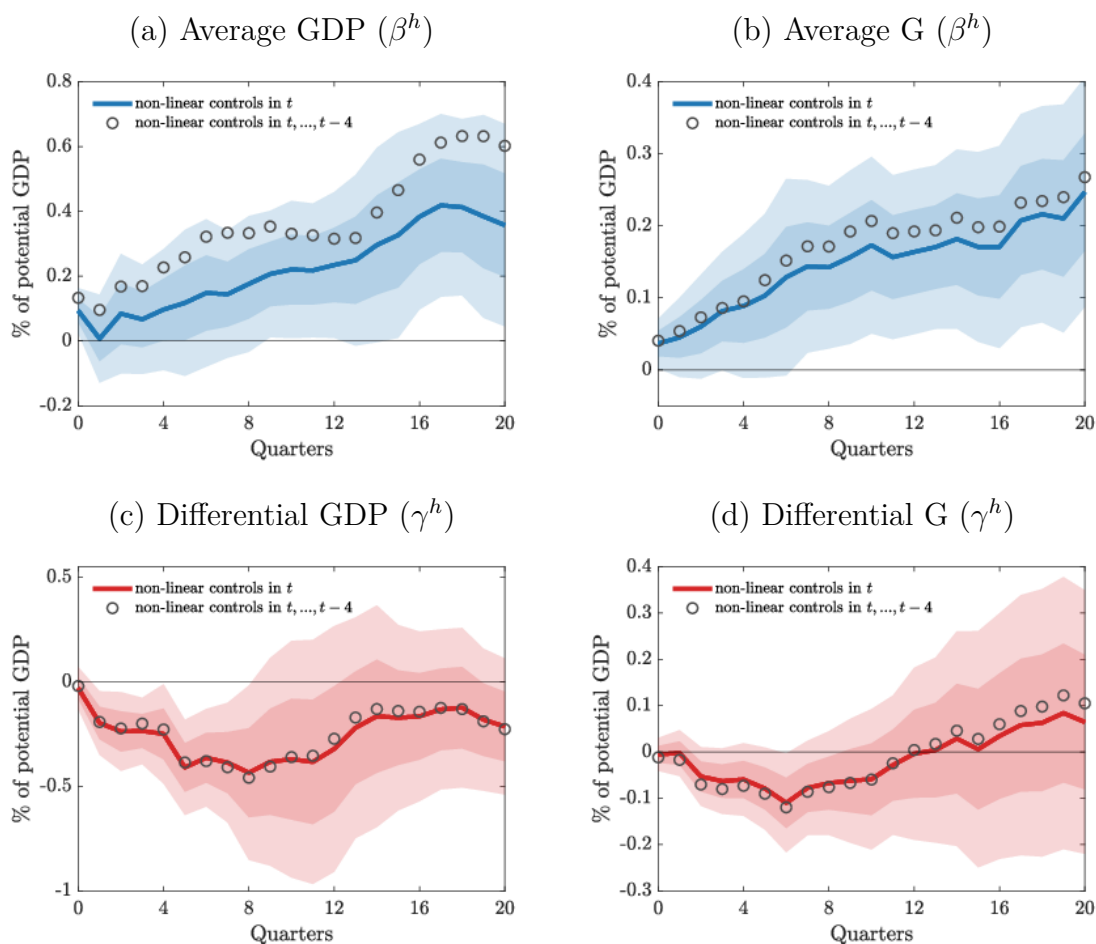 (a) Average GDP (β^h)
% of potential GDP
0.8
0.6
0.4
0.2
0
-0.2
non-linear controls in t
non-linear controls in t, ..., t − 4
0 4 8 12 16 20
Quarters
(b) Average G (β^h)
% of potential GDP
0.4
0.3
0.2
0.1
0
non-linear controls in t
non-linear controls in t, ..., t − 4
0 4 8 12 16 20
Quarters
(c) Differential GDP (γ^h)
% of potential GDP
0.5
0
-0.5
-1
non-linear controls in t
non-linear controls in t, ..., t − 4
0 4 8 12 16 20
Quarters
(d) Differential G (γ^h)
% of potential GDP
0.4
0.3
0.2
0.1
0
-0.1
-0.2
-0.3
non-linear controls in t
non-linear controls in t, ..., t − 4
0 4 8 12 16 20
Quarters